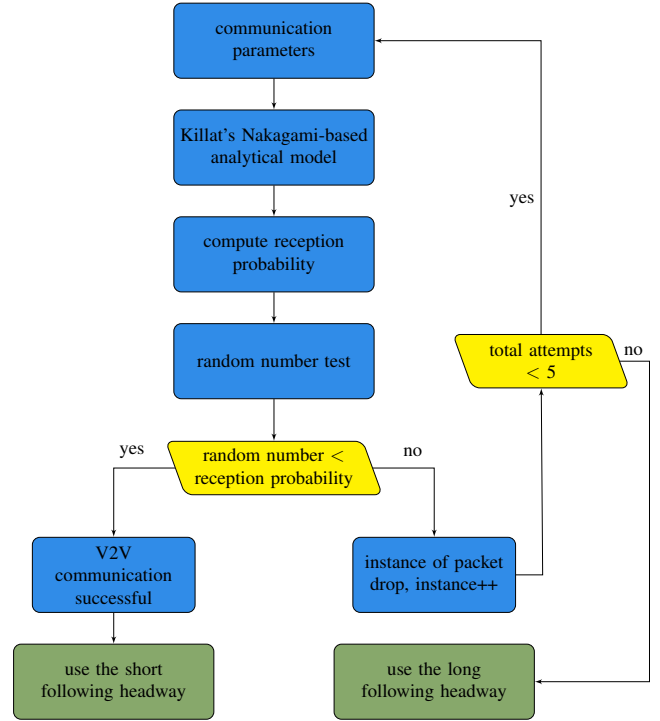 communication
parameters
Killat's Nakagami-based
analytical model
yes
compute reception
probability
random number test
total attempts
< 5
no
yes
random number <
reception probability
no
V2V
communication
successful
instance of packet
drop, instance++
use the short
following headway
use the long
following headway